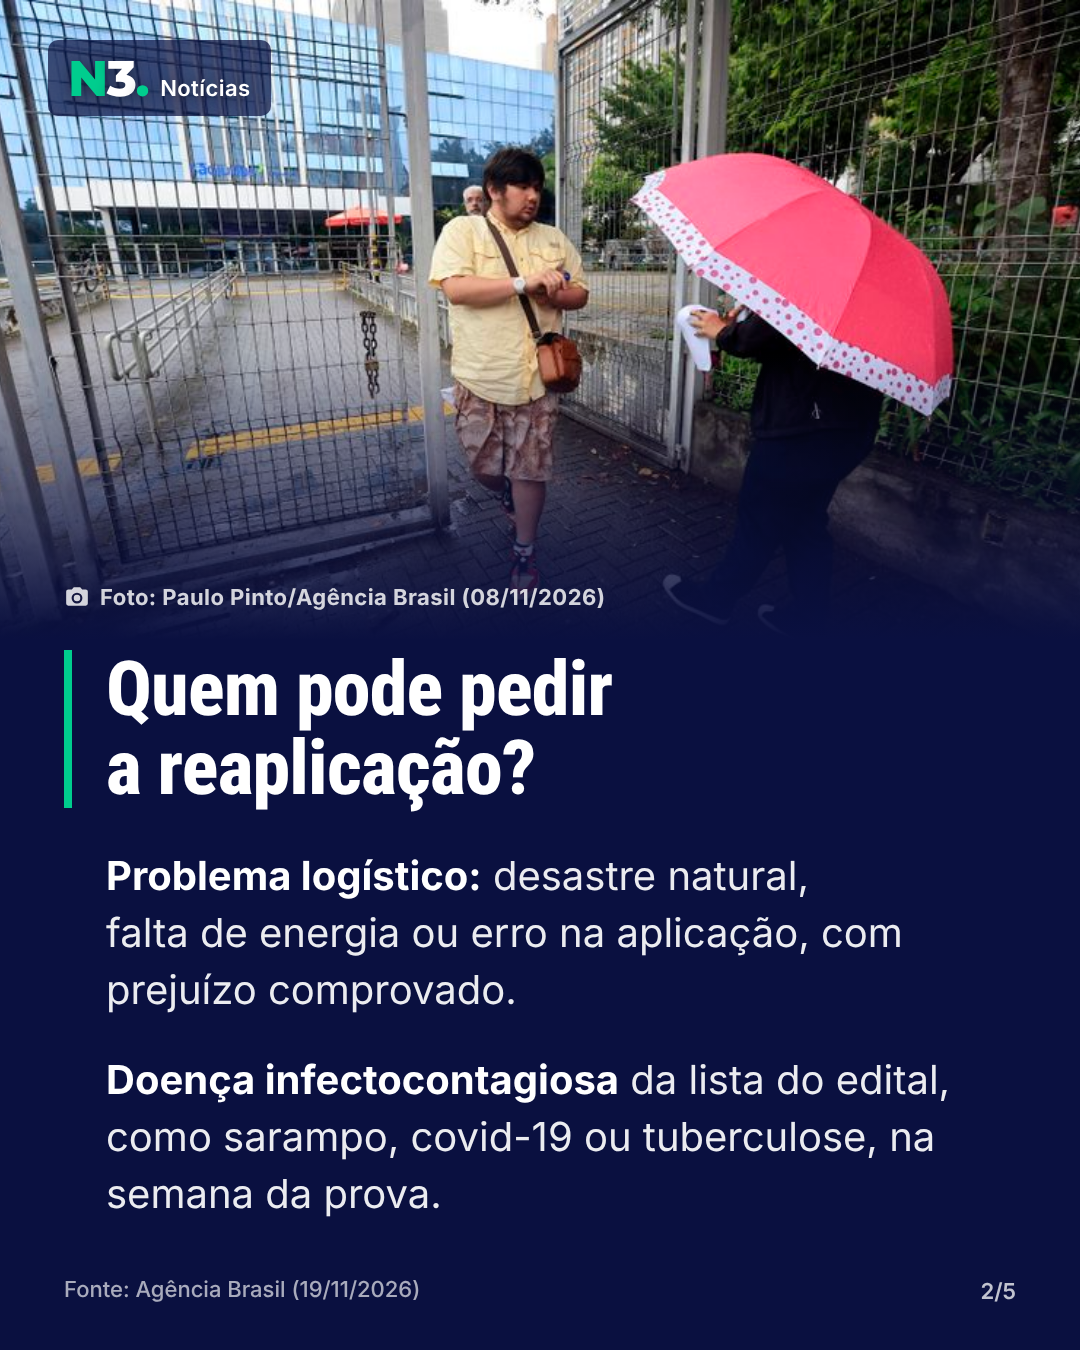 N3. Notícias
Foto: Paulo Pinto/Agência Brasil (08/11/2026)
Quem pode pedir
a reaplicação?
Problema logístico: desastre natural,
falta de energia ou erro na aplicação, com
prejuízo comprovado.
Doença infectocontagiosa da lista do edital,
como sarampo, covid-19 ou tuberculose, na
semana da prova.
Fonte: Agência Brasil (19/11/2026)
2/5